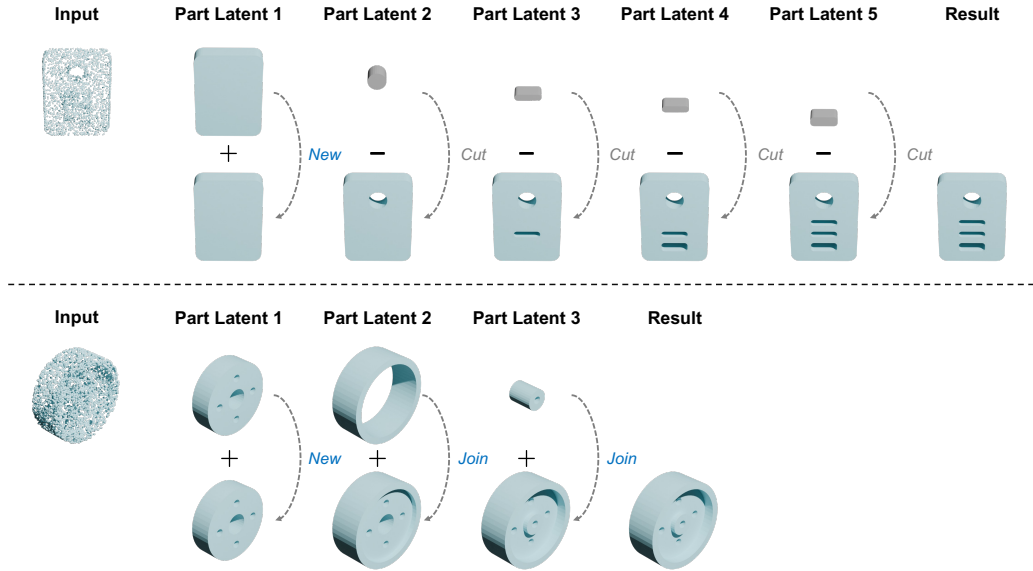 Input Part Latent 1 Part Latent 2 Part Latent 3 Part Latent 4 Part Latent 5 Result
+ New − Cut − Cut − Cut − Cut
Input Part Latent 1 Part Latent 2 Part Latent 3 Result
+ New + Join + Join